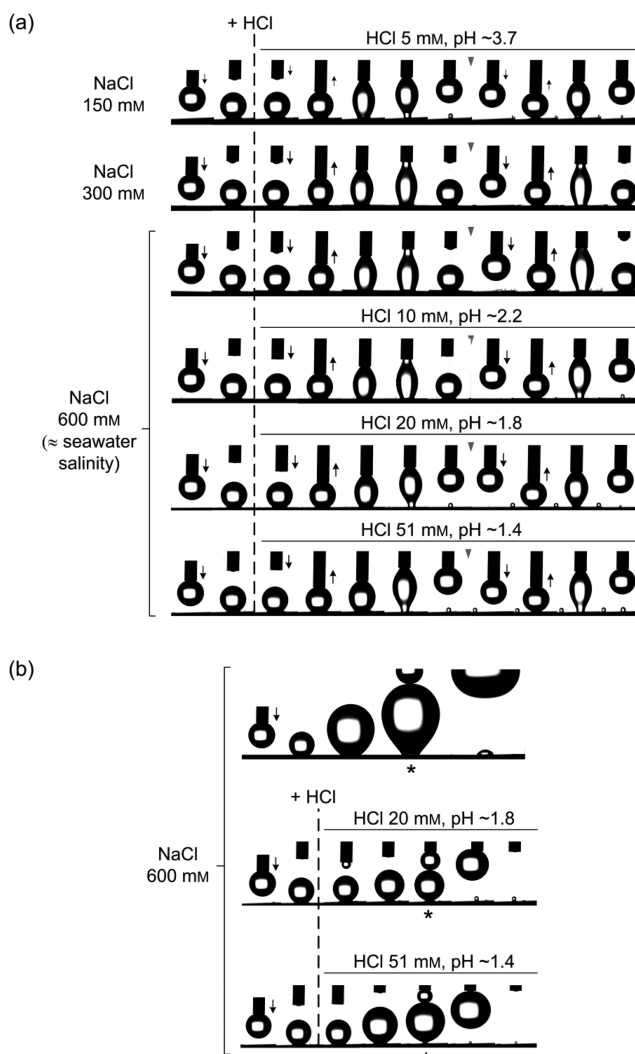 (a)
+ HCl
HCl 5 mM, pH ~3.7
NaCl
150 mM
NaCl
300 mM
HCl 10 mM, pH ~2.2
NaCl
600 mM
(≈ seawater
salinity)
HCl 20 mM, pH ~1.8
HCl 51 mM, pH ~1.4
(b)
*
+ HCl
HCl 20 mM, pH ~1.8
NaCl
600 mM
*
HCl 51 mM, pH ~1.4